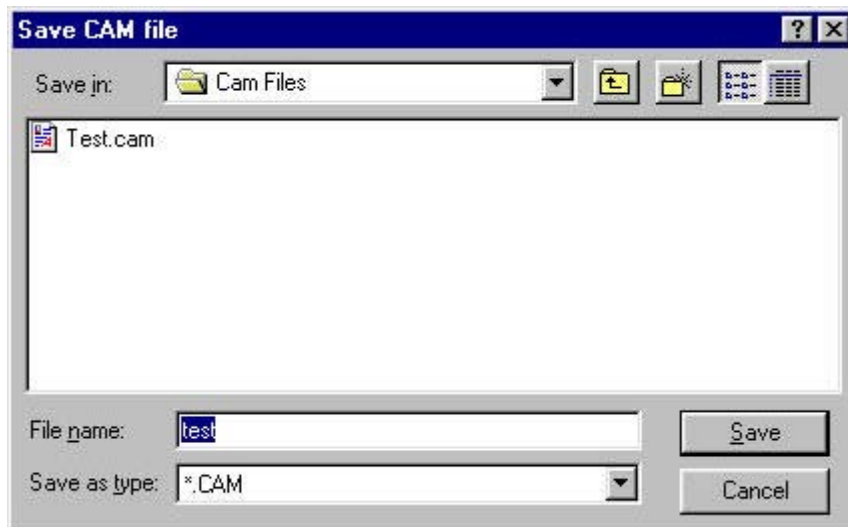 Save CAM file
Save in: Cam Files
Test.cam
File name: test Save
Save as type: *.CAM Cancel